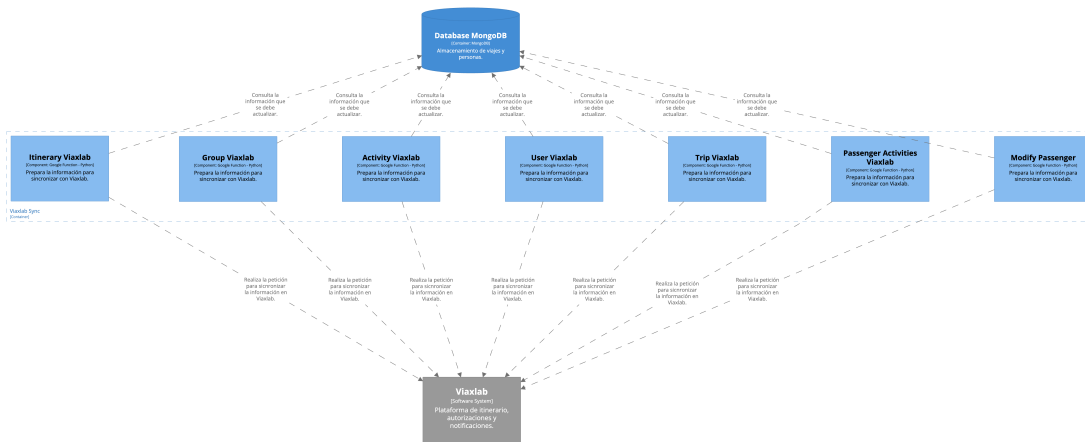 Database MongoDB
[Container: MongoDB]
Almacenamiento de viajes y
personas.
Consulta la
información que
se debe
actualizar.
Consulta la
información que
se debe
actualizar.
Consulta la
información que
se debe
actualizar.
Consulta la
información que
se debe
actualizar.
Consulta la
información que
se debe
actualizar.
Consulta la
información que
se debe
actualizar.
Consulta la
información que
se debe
actualizar.
Itinerary Viaxlab
[Component: Google Function - Python]
Prepara la información para
sincronizar con Viaxlab.
Group Viaxlab
[Component: Google Function - Python]
Prepara la información para
sincronizar con Viaxlab.
Activity Viaxlab
[Component: Google Function - Python]
Prepara la información para
sincronizar con Viaxlab.
User Viaxlab
[Component: Google Function - Python]
Prepara la información para
sincronizar con Viaxlab.
Trip Viaxlab
[Component: Google Function - Python]
Prepara la información para
sincronizar con Viaxlab.
Passenger Activities
Viaxlab
[Component: Google Function - Python]
Prepara la información para
sincronizar con Viaxlab.
Modify Passenger
[Component: Google Function - Python]
Prepara la información para
sincronizar con Viaxlab.
Viaxlab Sync
[Container]
Realiza la petición
para sicnronizar
la información en
Viaxlab.
Realiza la petición
para sicnronizar
la información en
Viaxlab.
Realiza la petición
para sicnronizar
la información en
Viaxlab.
Realiza la petición
para sicnronizar
la información en
Viaxlab.
Realiza la petición
para sicnronizar
la información en
Viaxlab.
Realiza la petición
para sicnronizar
la información en
Viaxlab.
Realiza la petición
para sicnronizar
la información en
Viaxlab.
Viaxlab
[Software System]
Plataforma de itinerario,
autorizaciones y
notificaciones.